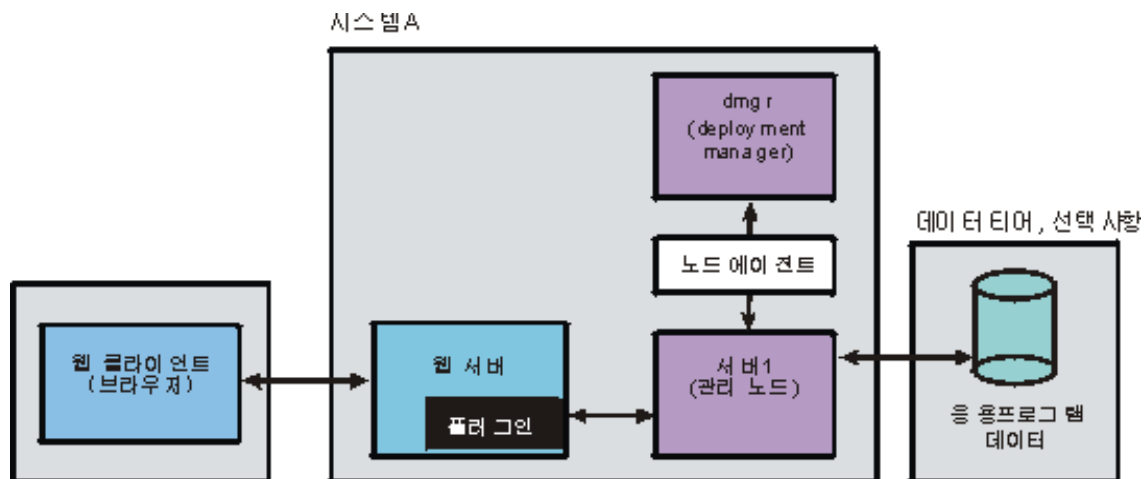 시스템A
dmgr
(deployment
manager)
데이터 티어, 선택 사항
노드 에이전트
웹 클라이언트
(브라우저)
웹 서버
플러그인
서버1
(관리 노드)
응용프로그램
데이터